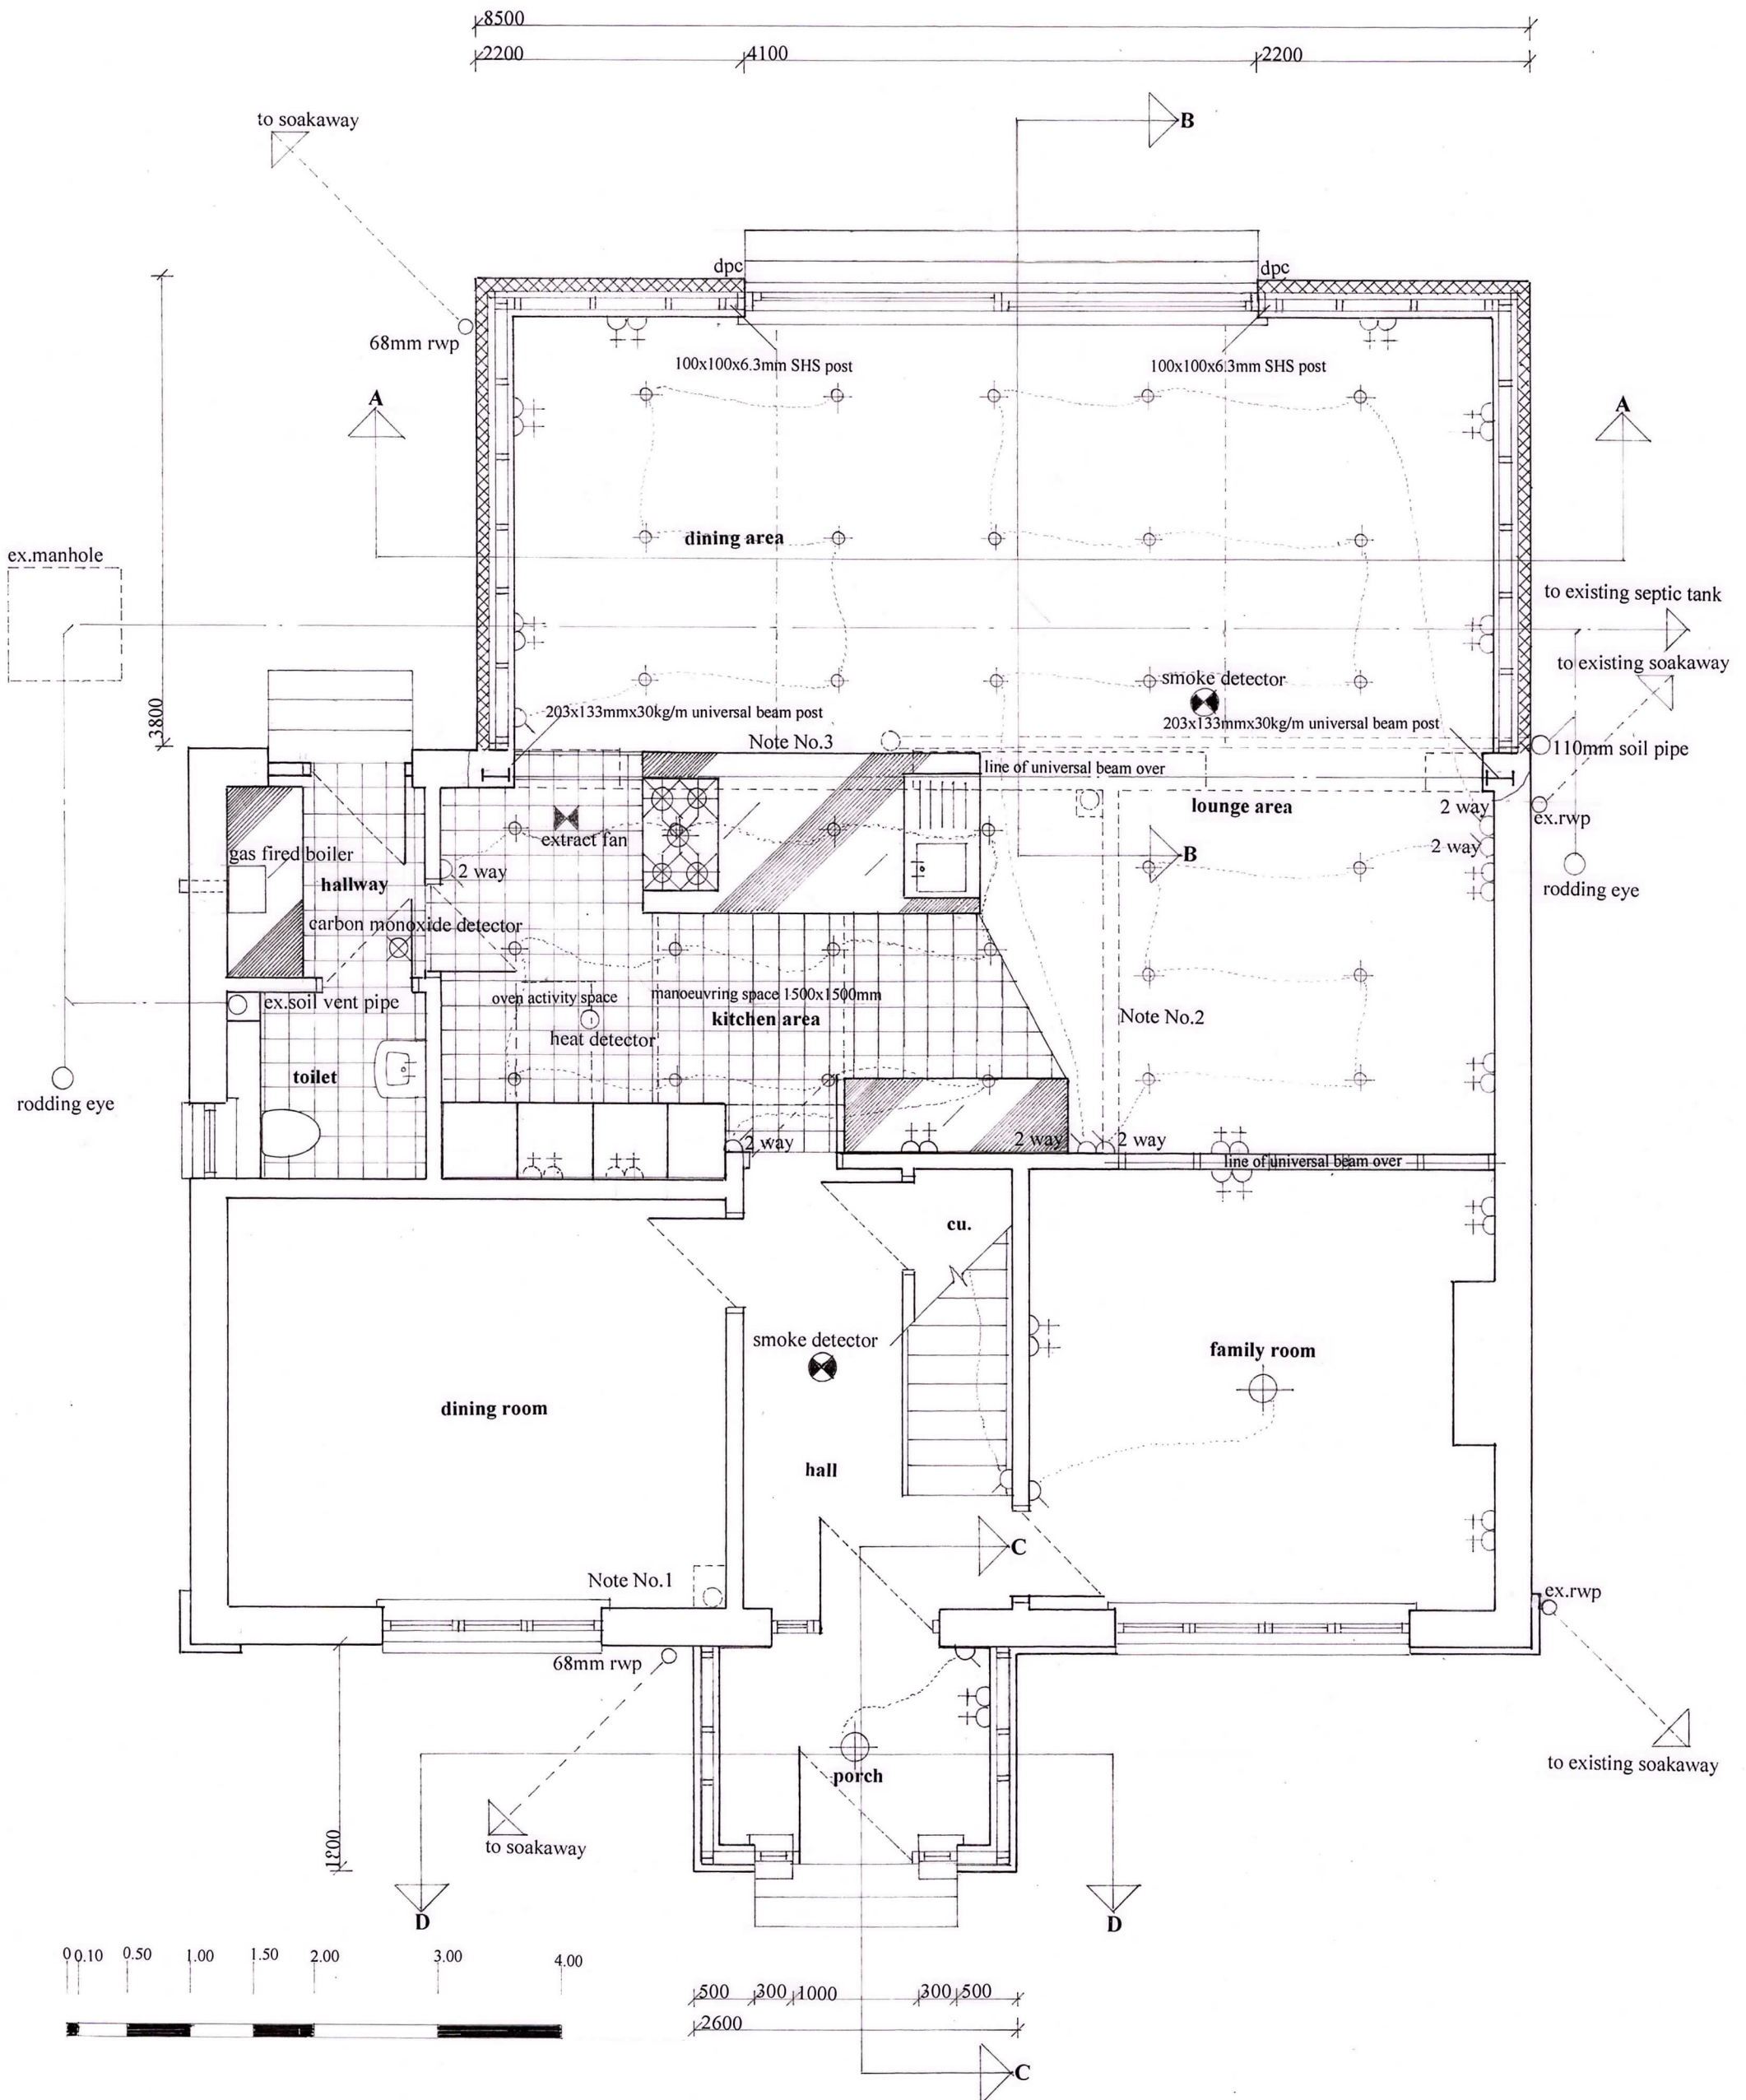 8500
2200 4100 2200
to soakaway
B
dpc dpc
68mm rwp
100x100x6.3mm SHS post 100x100x6.3mm SHS post
A A
dining area
ex.manhole
to existing septic tank
to existing soakaway
smoke detector
3800
203x133mmx30kg/m universal beam post
203x133mmx30kg/m universal beam post
Note No.3
110mm soil pipe
line of universal beam over
lounge area
2 way
ex.rwp
extract fan
2 way
gas fired boiler
B
2 way
hallway
rodding eye
carbon monoxide detector
oven activity space
manoeuvring space 1500x1500mm
ex.soil vent pipe
kitchen area
Note No.2
heat detector
toilet
rodding eye
2 way
2 way
2 way
line of universal beam over
cu.
smoke detector
family room
dining room
hall
C
Note No.1
ex.rwp
68mm rwp
to existing soakaway
porch
to soakaway
1800
D D
0 0.10 0.50 1.00 1.50 2.00 3.00 4.00
500 300 1000 300 500
2600
C